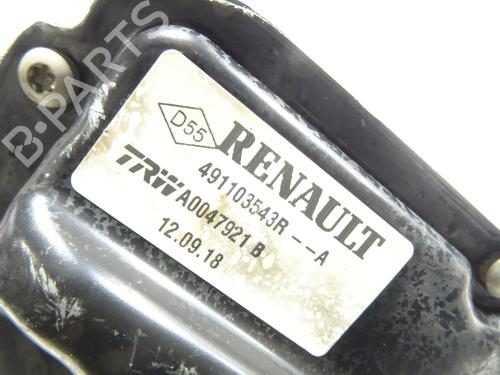 D55 RENAULT
491103543R--A
TRW A0047921 B
12.09.18
B-PARTS